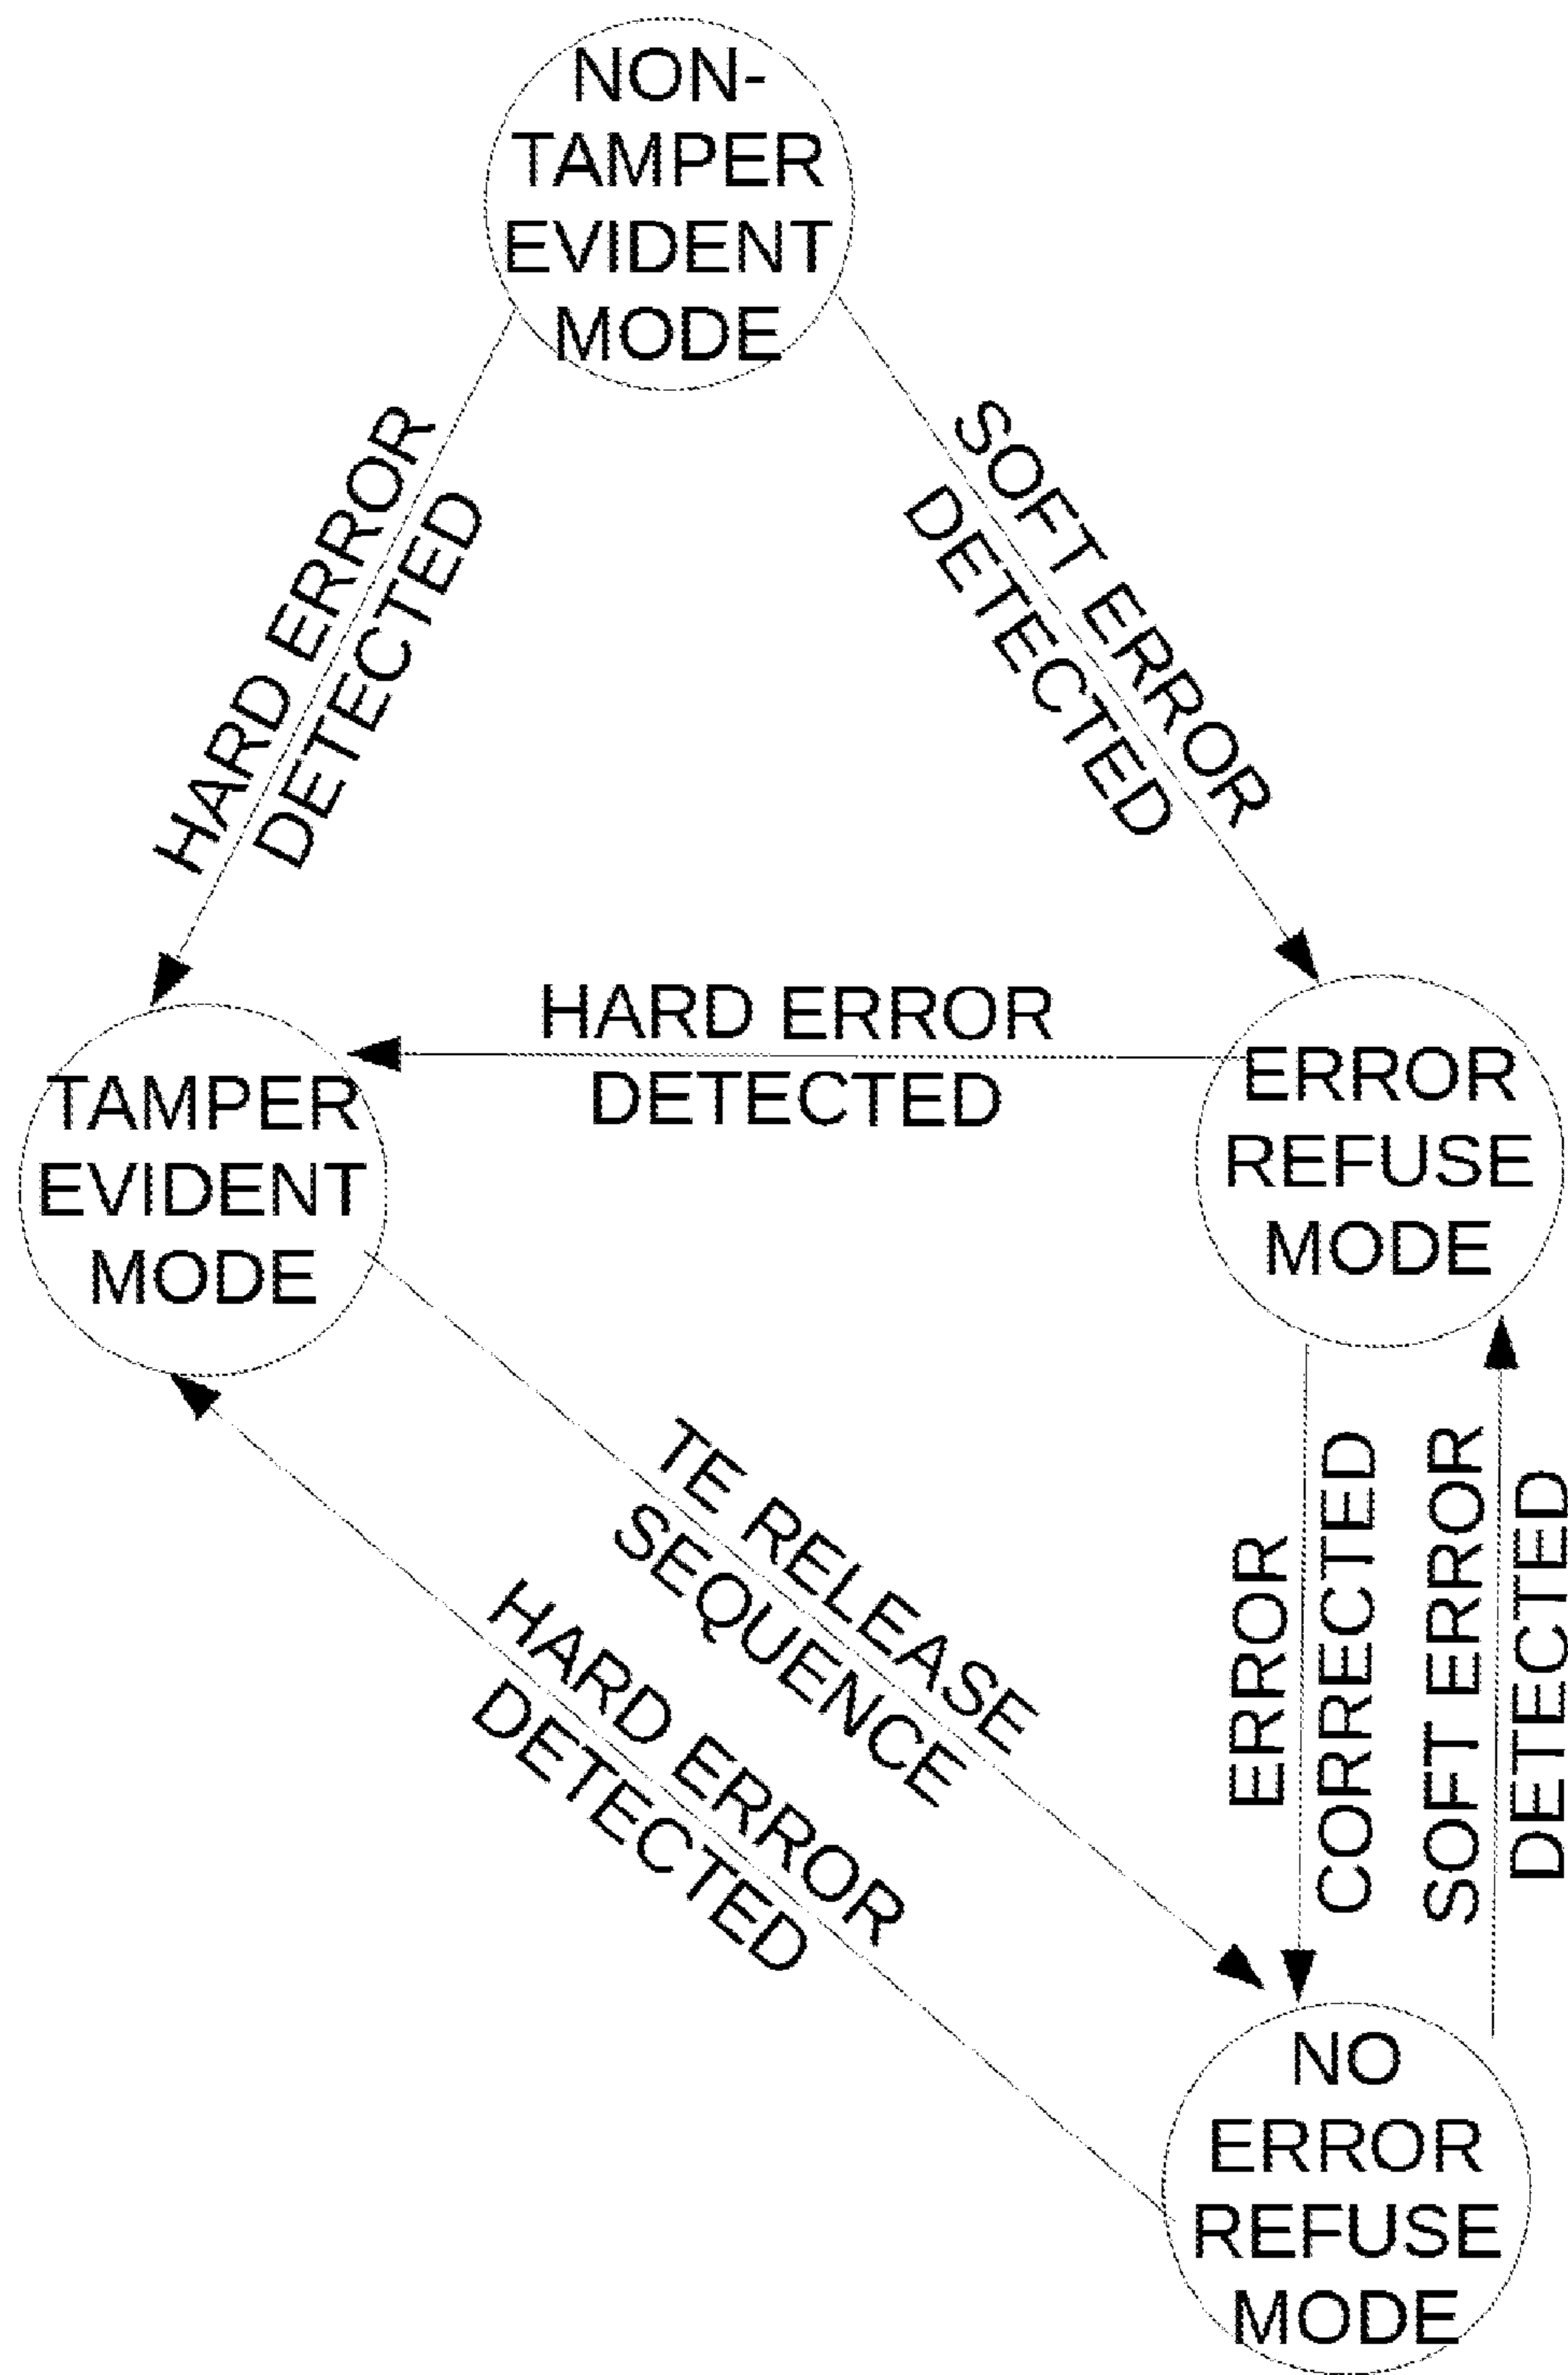 NON-
TAMPER
EVIDENT
MODE
HARD ERROR
DETECTED
SOFT ERROR
DETECTED
HARD ERROR
DETECTED
TAMPER
EVIDENT
MODE
ERROR
REFUSE
MODE
TE RELEASE
SEQUENCE
HARD ERROR
DETECTED
ERROR
CORRECTED
SOFT ERROR
DETECTED
NO
ERROR
REFUSE
MODE